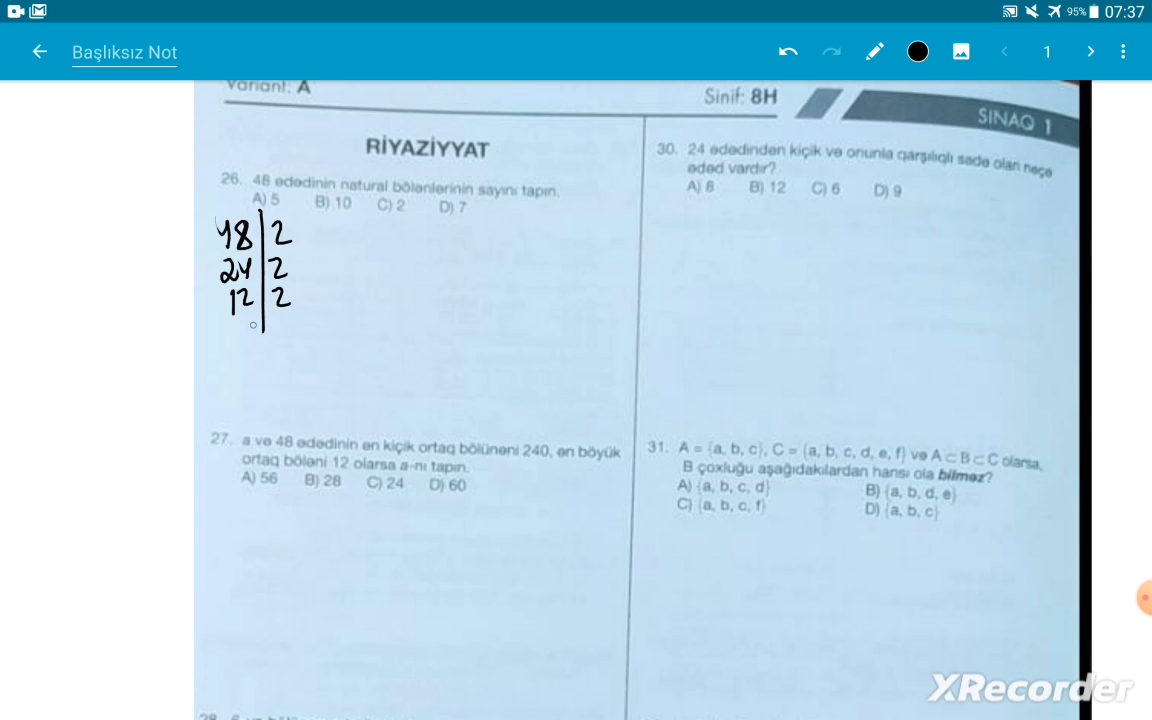 95% 07:37
Başlıksız Not
1
Variant: A
Sinif: 8H
SINAQ 1
RİYAZİYYAT
26. 48 ədədinin natural bölənlərinin sayını tapın.
A) 5 B) 10 C) 2 D) 7
48 | 2
24 | 2
12 | 2
27. a və 48 ədədinin ən kiçik ortaq bölünəni 240, ən böyük
ortaq böləni 12 olarsa a-nı tapın.
A) 56 B) 28 C) 24 D) 60
30. 24 ədədindən kiçik və onunla qarşılıqlı sadə olan neçə
ədəd vardır?
A) 8 B) 12 C) 6 D) 9
31. A = {a, b, c}, C = {a, b, c, d, e, f} və A ⊂ B ⊂ C olarsa,
B çoxluğu aşağıdakılardan hansı ola bilməz?
A) {a, b, c, d} B) {a, b, d, e}
C) {a, b, c, f} D) {a, b, c}
XRecorder